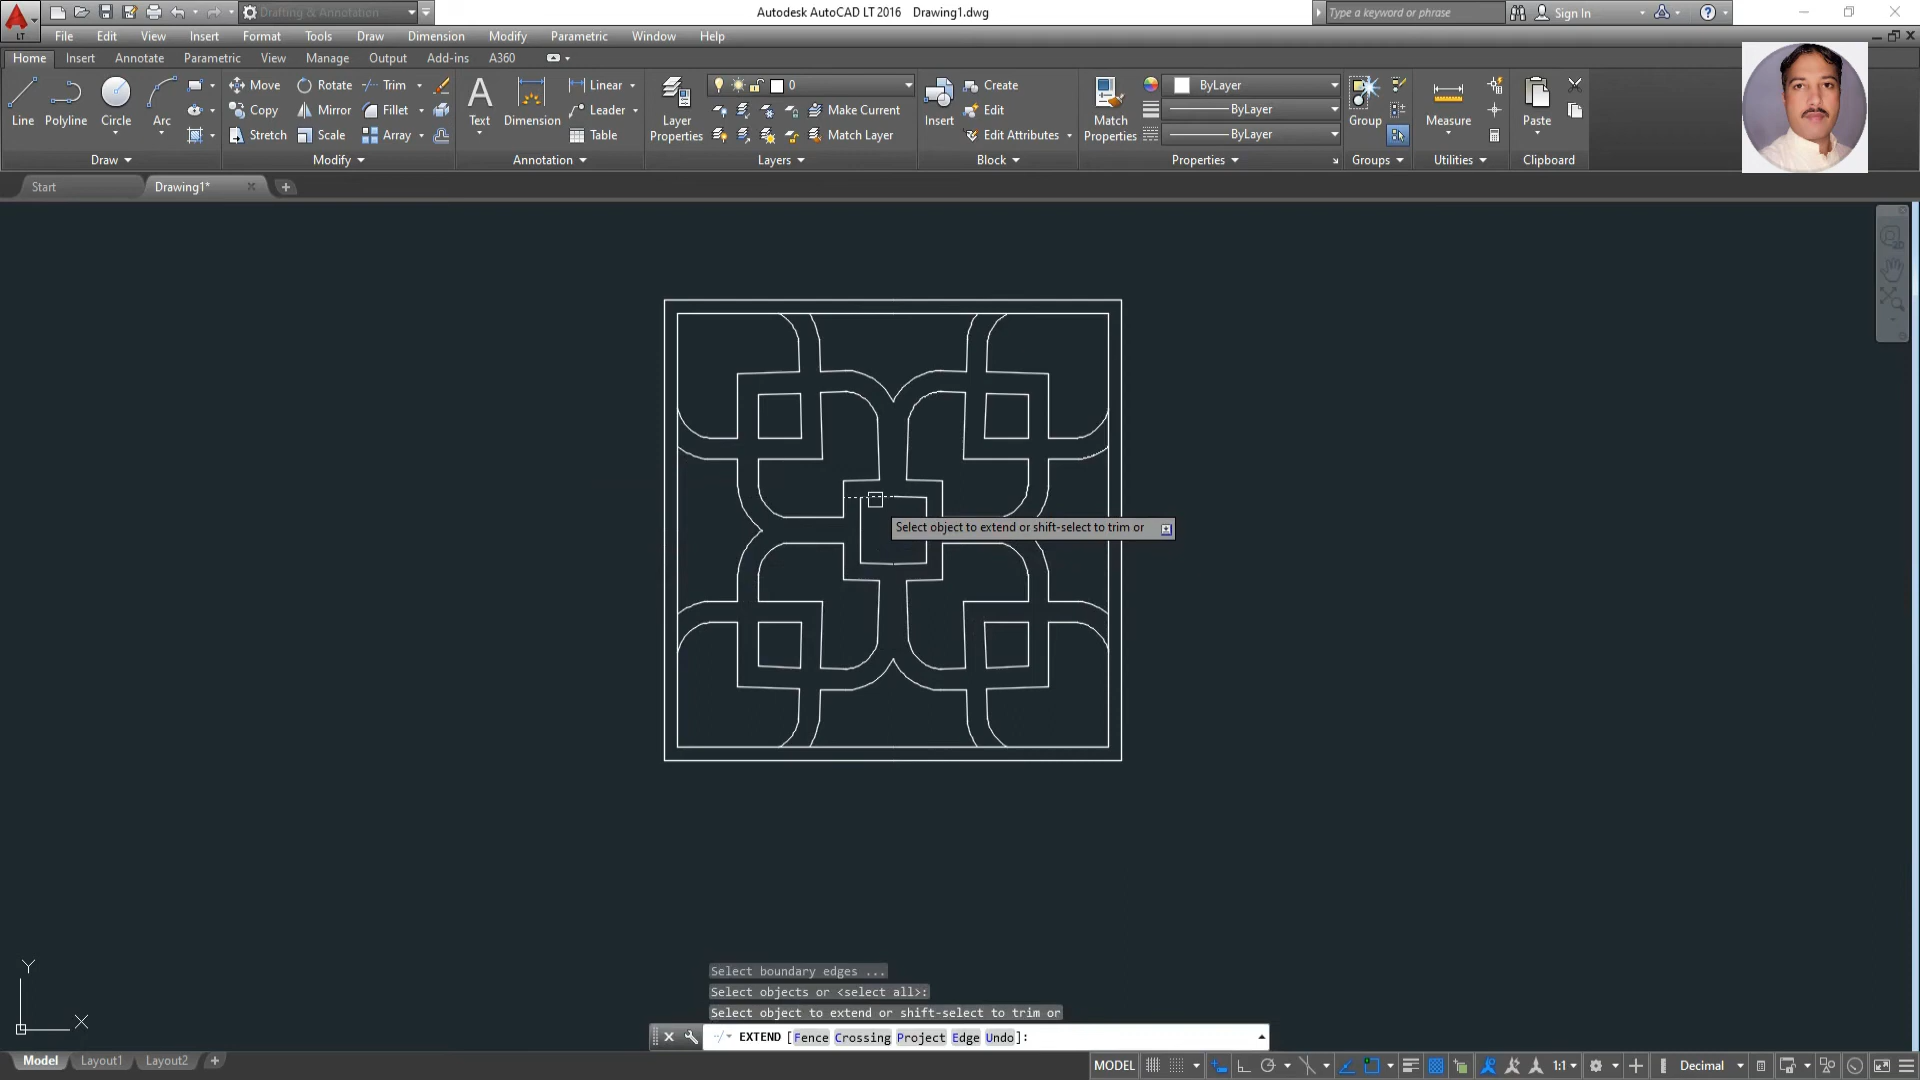 Drafting & Annotation
Autodesk AutoCAD LT 2016 Drawing1.dwg
Type a keyword or phrase
Sign In
LT
File Edit View Insert Format Tools Draw Dimension Modify Parametric Window Help
Home Insert Annotate Parametric View Manage Output Add-ins A360
Line Polyline Circle Arc
Move Rotate Trim
Copy Mirror Fillet
Stretch Scale Array
Text Dimension
Linear
Leader
Table
Layer Properties
0
Make Current
Match Layer
Insert
Create
Edit
Edit Attributes
Match Properties
ByLayer
ByLayer
ByLayer
Group
Measure
Paste
Draw Modify Annotation Layers Block Properties Groups Utilities Clipboard
Start Drawing1*
2D
Select object to extend or shift-select to trim or
Y
X
Select boundary edges ...
Select objects or <select all>:
Select object to extend or shift-select to trim or
EXTEND [Fence Crossing Project Edge Undo]:
Model Layout1 Layout2
MODEL 1:1 Decimal